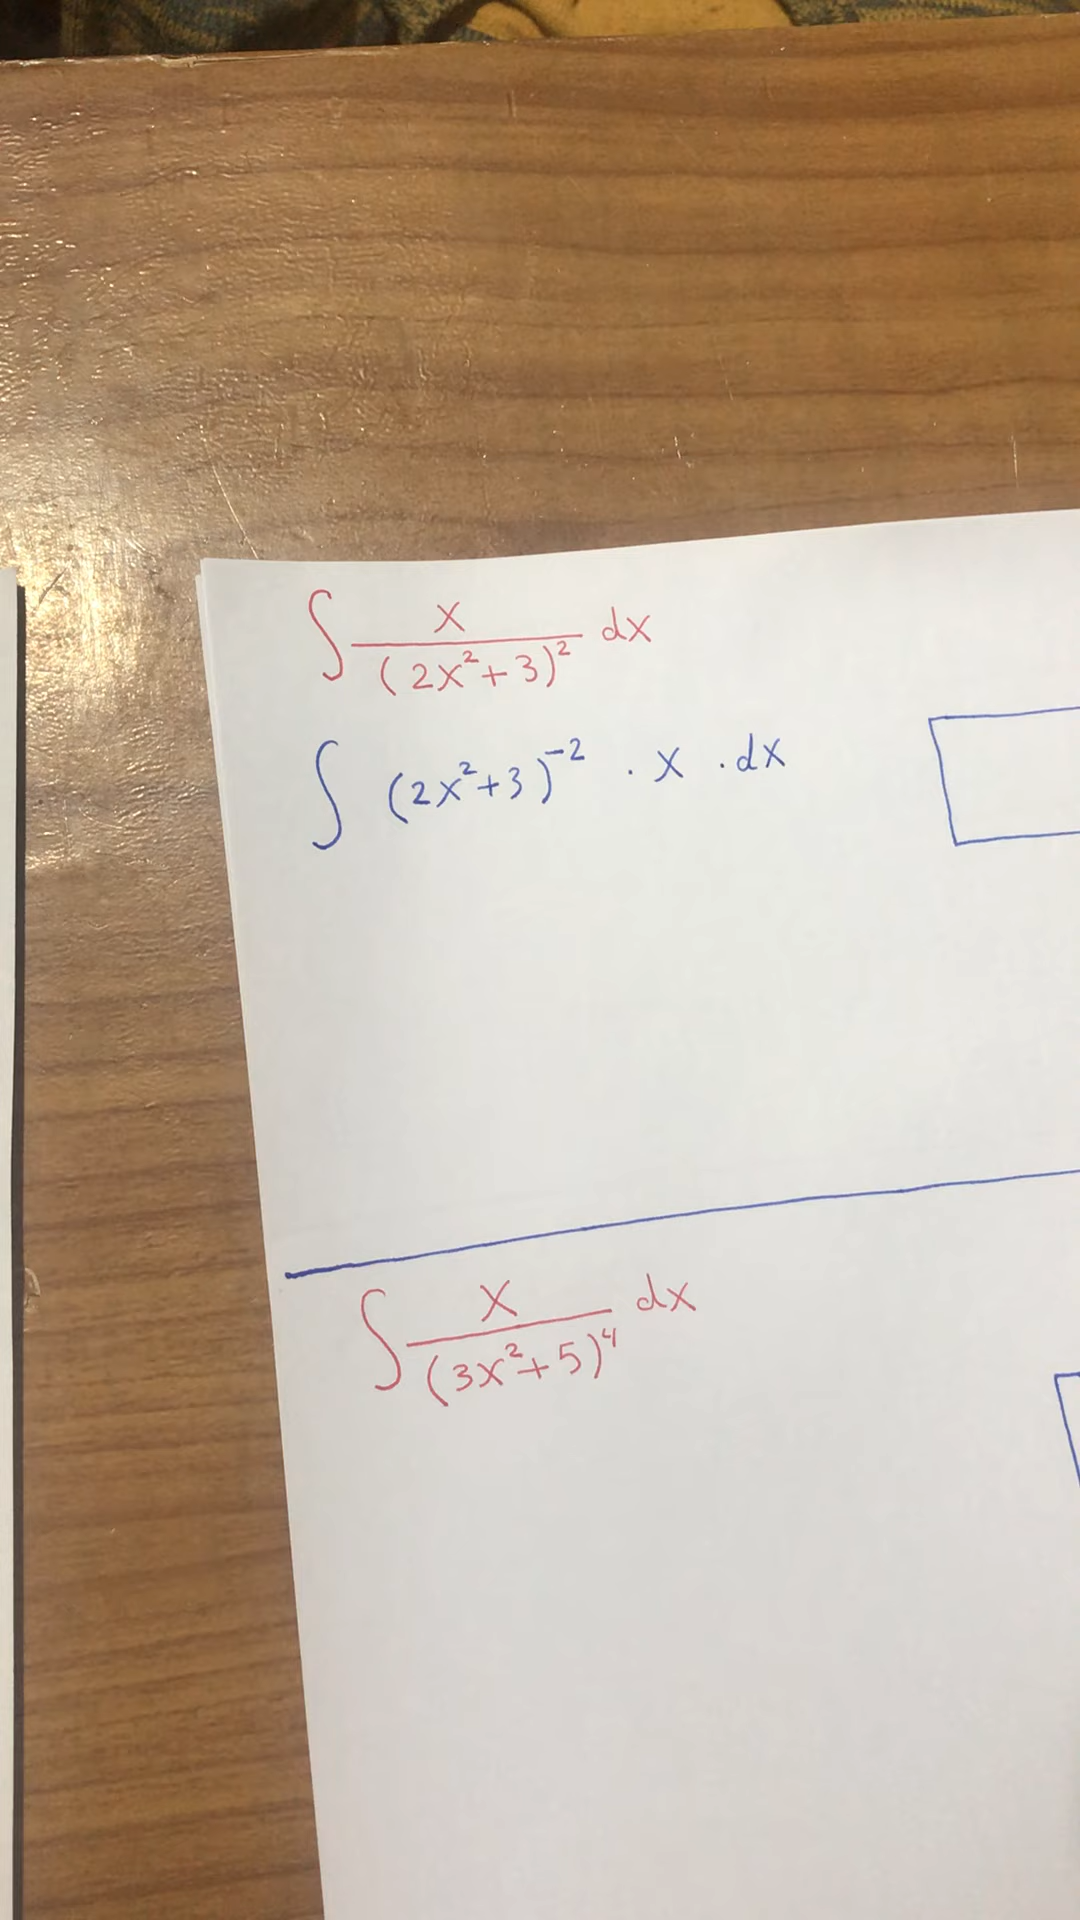 ∫ x/(2x²+3)² dx
∫ (2x²+3)⁻² · x · dx
∫ x/(3x²+5)⁴ dx